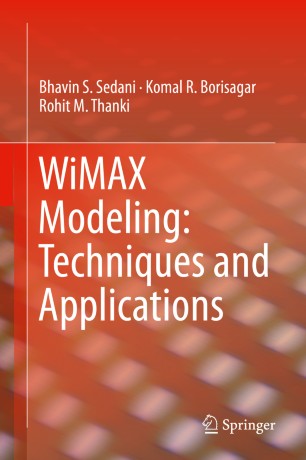 Bhavin S. Sedani · Komal R. Borisagar
Rohit M. Thanki
WiMAX
Modeling:
Techniques and
Applications
Springer